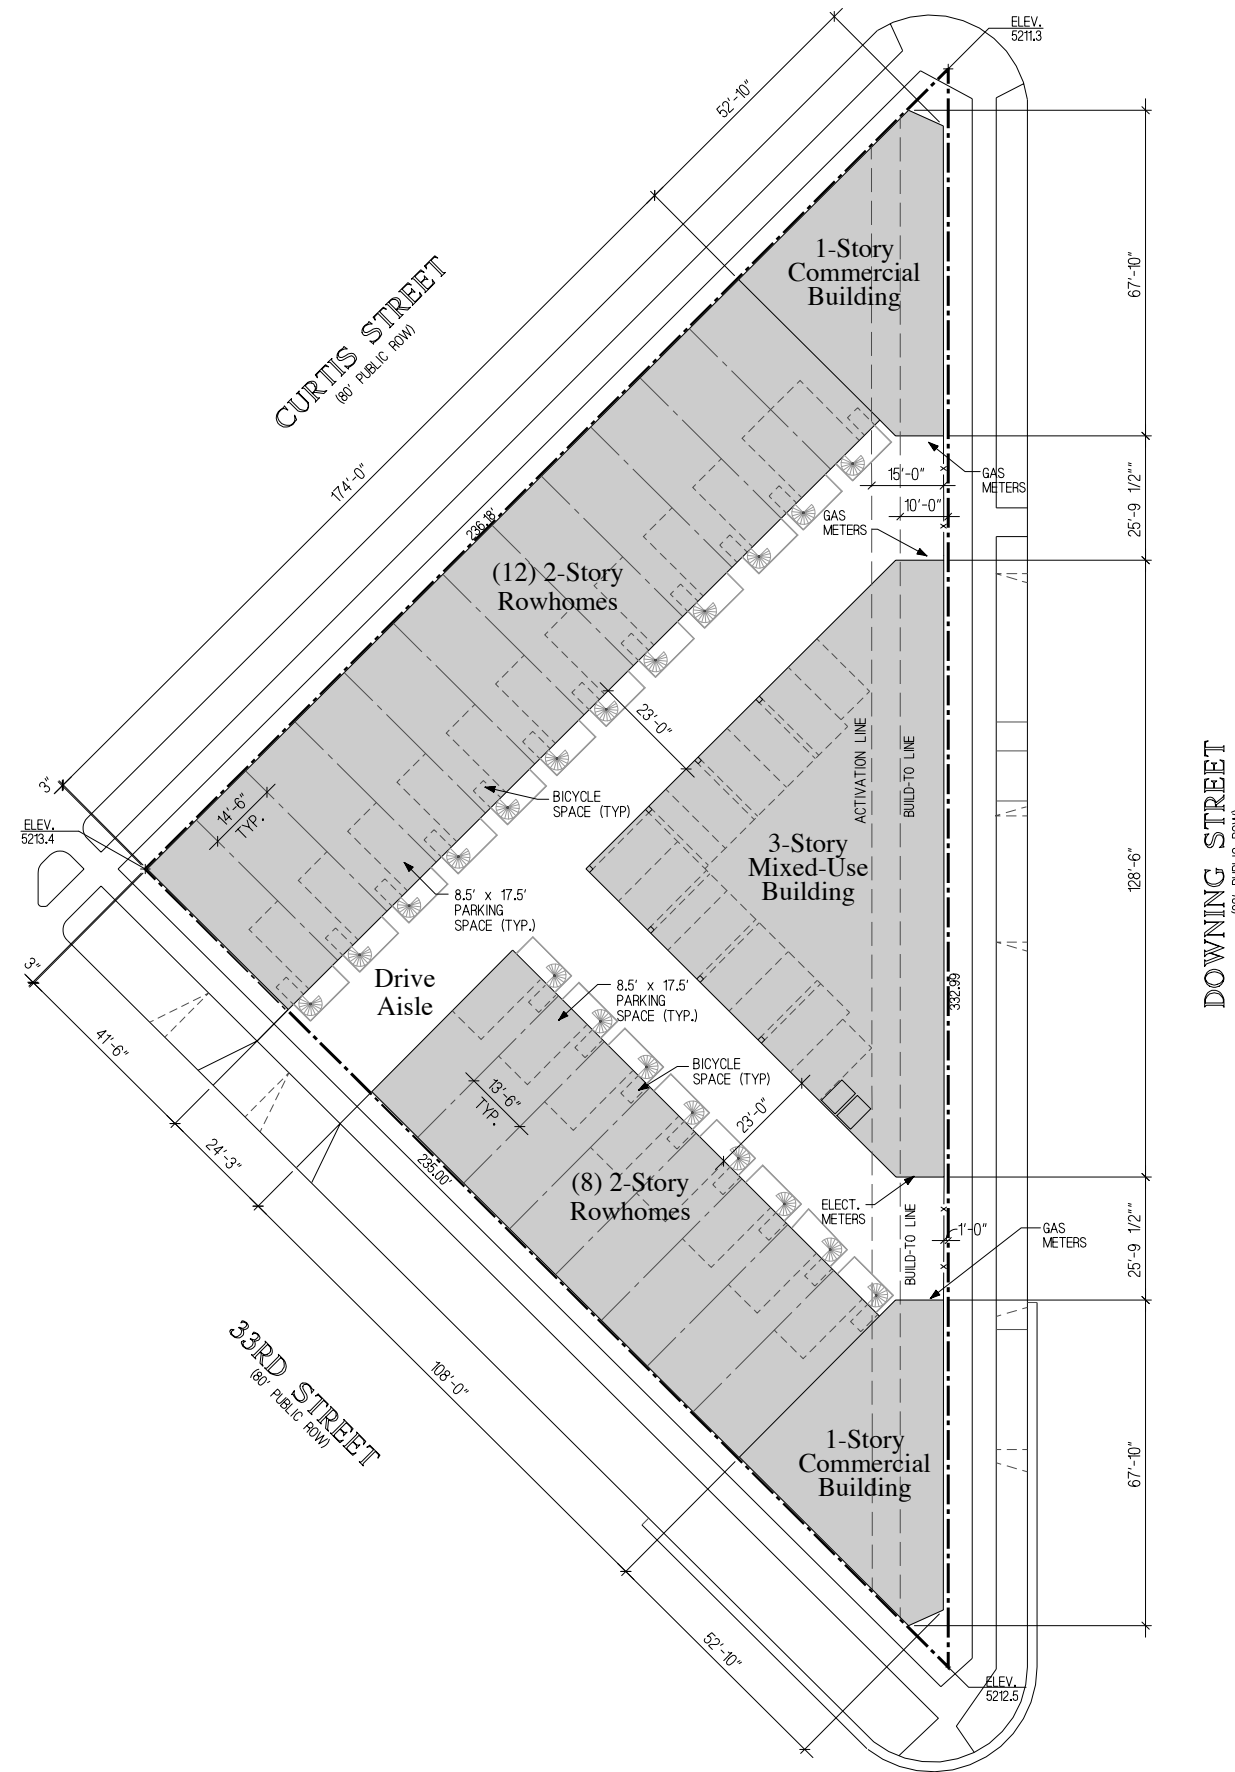 ELEV.
5211.3
52'-10"
1-Story
Commercial
Building
67'-10"
CURTIS STREET
(80' PUBLIC ROW)
174'-0"
236.18'
15'-0"
GAS
METERS
10'-0"
GAS
METERS
25'-9 1/2""
(12) 2-Story
Rowhomes
23'-0"
ACTIVATION LINE
BUILD-TO LINE
3"
14'-6"
TYP.
BICYCLE
SPACE (TYP)
ELEV.
5213.4
3-Story
Mixed-Use
Building
128'-6"
DOWNING STREET
8.5' x 17.5'
PARKING
SPACE (TYP.)
3"
Drive
Aisle
8.5' x 17.5'
PARKING
SPACE (TYP.)
332.99
41'-6"
BICYCLE
SPACE (TYP)
13'-6"
TYP.
23'-0"
24'-3"
235.00'
(8) 2-Story
Rowhomes
ELECT.
METERS
BUILD-TO LINE
1'-0"
GAS
METERS
25'-9 1/2""
33RD STREET
(80' PUBLIC ROW)
108'-0"
1-Story
Commercial
Building
67'-10"
52'-10"
ELEV.
5212.5